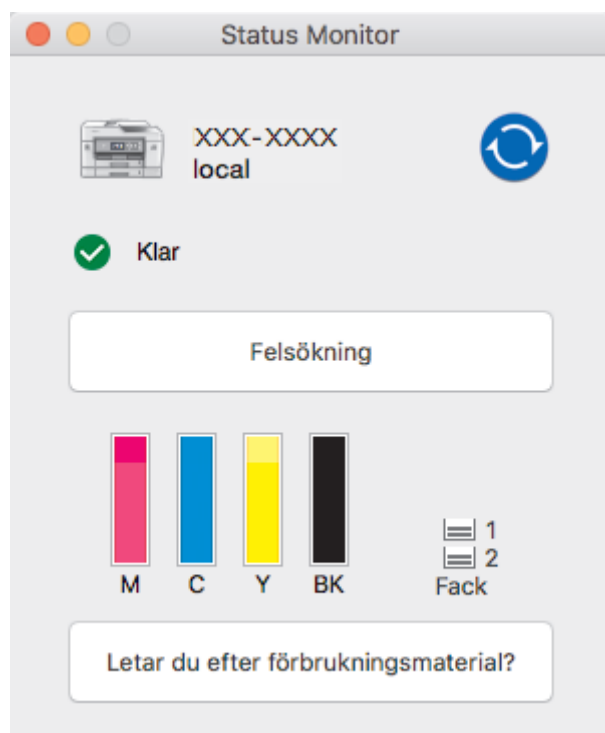 Status Monitor
XXX-XXXX
local
Klar
Felsökning
M C Y BK
1
2
Fack
Letar du efter förbrukningsmaterial?